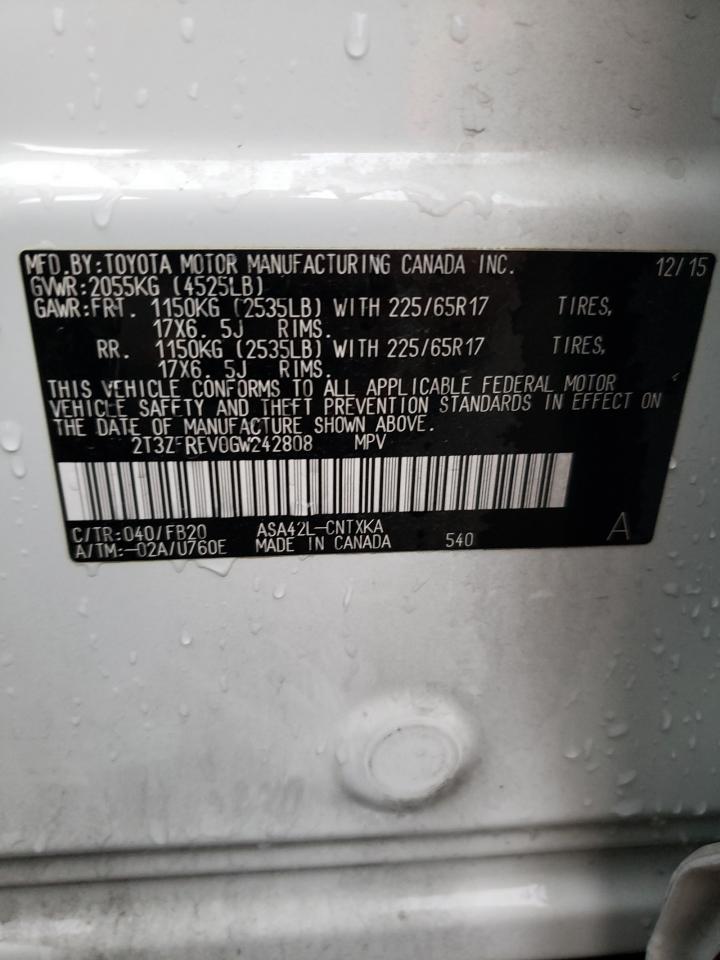 MFD.BY:TOYOTA MOTOR MANUFACTURING CANADA INC. 12/15
GVWR:2055KG (4525LB)
GAWR:FRT. 1150KG (2535LB) WITH 225/65R17 TIRES,
17X6. 5J RIMS.
RR. 1150KG (2535LB) WITH 225/65R17 TIRES,
17X6. 5J RIMS.
THIS VEHICLE CONFORMS TO ALL APPLICABLE FEDERAL MOTOR
VEHICLE SAFETY AND THEFT PREVENTION STANDARDS IN EFFECT ON
THE DATE OF MANUFACTURE SHOWN ABOVE.
2T3ZFREV0GW242808 MPV
C/TR:040/FB20 ASA42L-CNTXKA
A/TM:-02A/U760E MADE IN CANADA 540 A